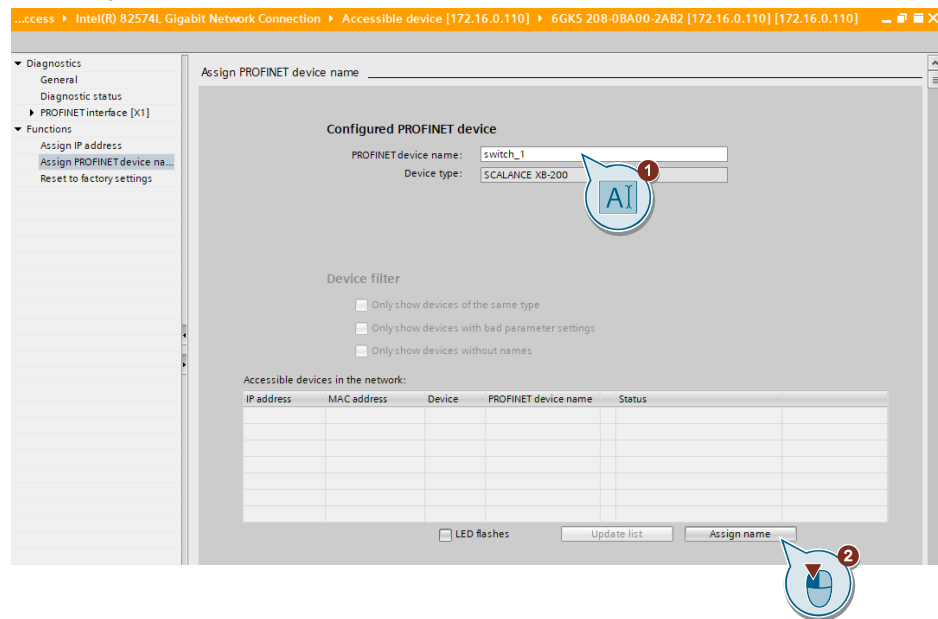 ...ccess ▸ Intel(R) 82574L Gigabit Network Connection ▸ Accessible device [172.16.0.110] ▸ 6GK5 208-0BA00-2AB2 [172.16.0.110] [172.16.0.110]
Diagnostics
General
Diagnostic status
PROFINET interface [X1]
Functions
Assign IP address
Assign PROFINET device na...
Reset to factory settings
Assign PROFINET device name
Configured PROFINET device
PROFINET device name: switch_1
Device type: SCALANCE XB-200
1
A
Device filter
Only show devices of the same type
Only show devices with bad parameter settings
Only show devices without names
Accessible devices in the network:
IP address MAC address Device PROFINET device name Status
LED flashes Update list Assign name
2